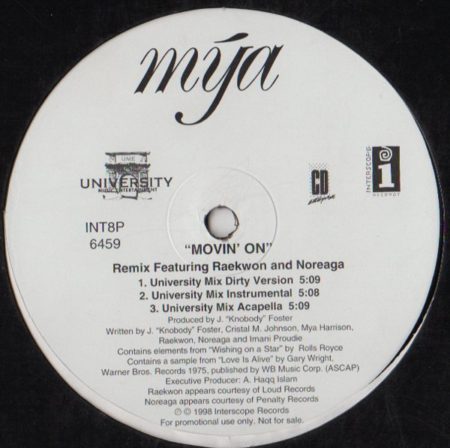 mýa
UME
UNIVERSITY
MUSIC ENTERTAINMENT
CD
enterprises
INTERSCOPE
i
RECORDS
INT8P
6459
"MOVIN' ON"
Remix Featuring Raekwon and Noreaga
1. University Mix Dirty Version 5:09
2. University Mix Instrumental 5:08
3. University Mix Acapella 5:09
Produced by J. "Knobody" Foster
Written by J. "Knobody" Foster, Cristal M. Johnson, Mya Harrison,
Raekwon, Noreaga and Imani Proudie
Contains elements from "Wishing on a Star" by Rolls Royce
Contains a sample from "Love Is Alive" by Gary Wright,
Warner Bros. Records 1975, published by WB Music Corp. (ASCAP)
Executive Producer: A. Haqq Islam
Raekwon appears courtesy of Loud Records
Noreaga appears courtesy of Penalty Records
℗ © 1998 Interscope Records
For promotional use only. Not for sale.